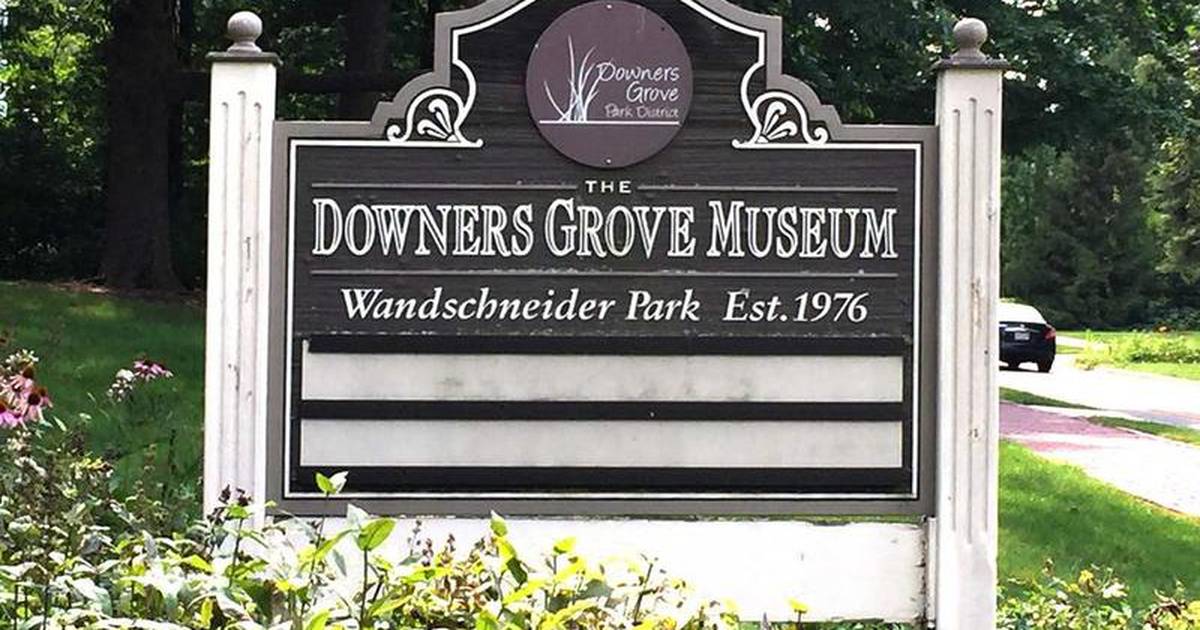 Downers
Grove
Park District
THE
DOWNERS GROVE MUSEUM
Wandschneider Park Est. 1976